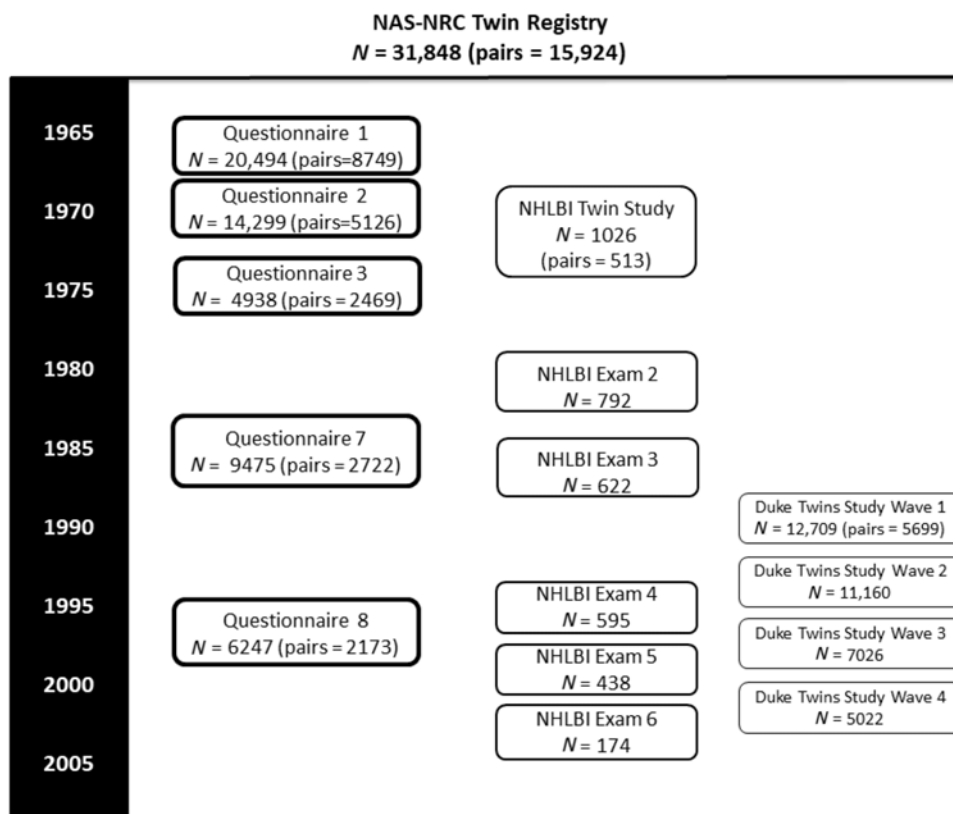 NAS-NRC Twin Registry
N = 31,848 (pairs = 15,924)
1965
1970
1975
1980
1985
1990
1995
2000
2005
Questionnaire 1
N = 20,494 (pairs=8749)
Questionnaire 2
N = 14,299 (pairs=5126)
Questionnaire 3
N = 4938 (pairs = 2469)
Questionnaire 7
N = 9475 (pairs = 2722)
Questionnaire 8
N = 6247 (pairs = 2173)
NHLBI Twin Study
N = 1026
(pairs = 513)
NHLBI Exam 2
N = 792
NHLBI Exam 3
N = 622
NHLBI Exam 4
N = 595
NHLBI Exam 5
N = 438
NHLBI Exam 6
N = 174
Duke Twins Study Wave 1
N = 12,709 (pairs = 5699)
Duke Twins Study Wave 2
N = 11,160
Duke Twins Study Wave 3
N = 7026
Duke Twins Study Wave 4
N = 5022